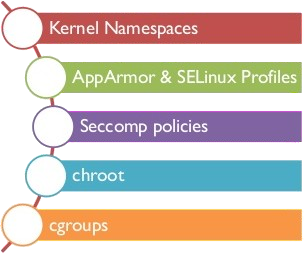 Kernel Namespaces
AppArmor & SELinux Profiles
Seccomp policies
chroot
cgroups